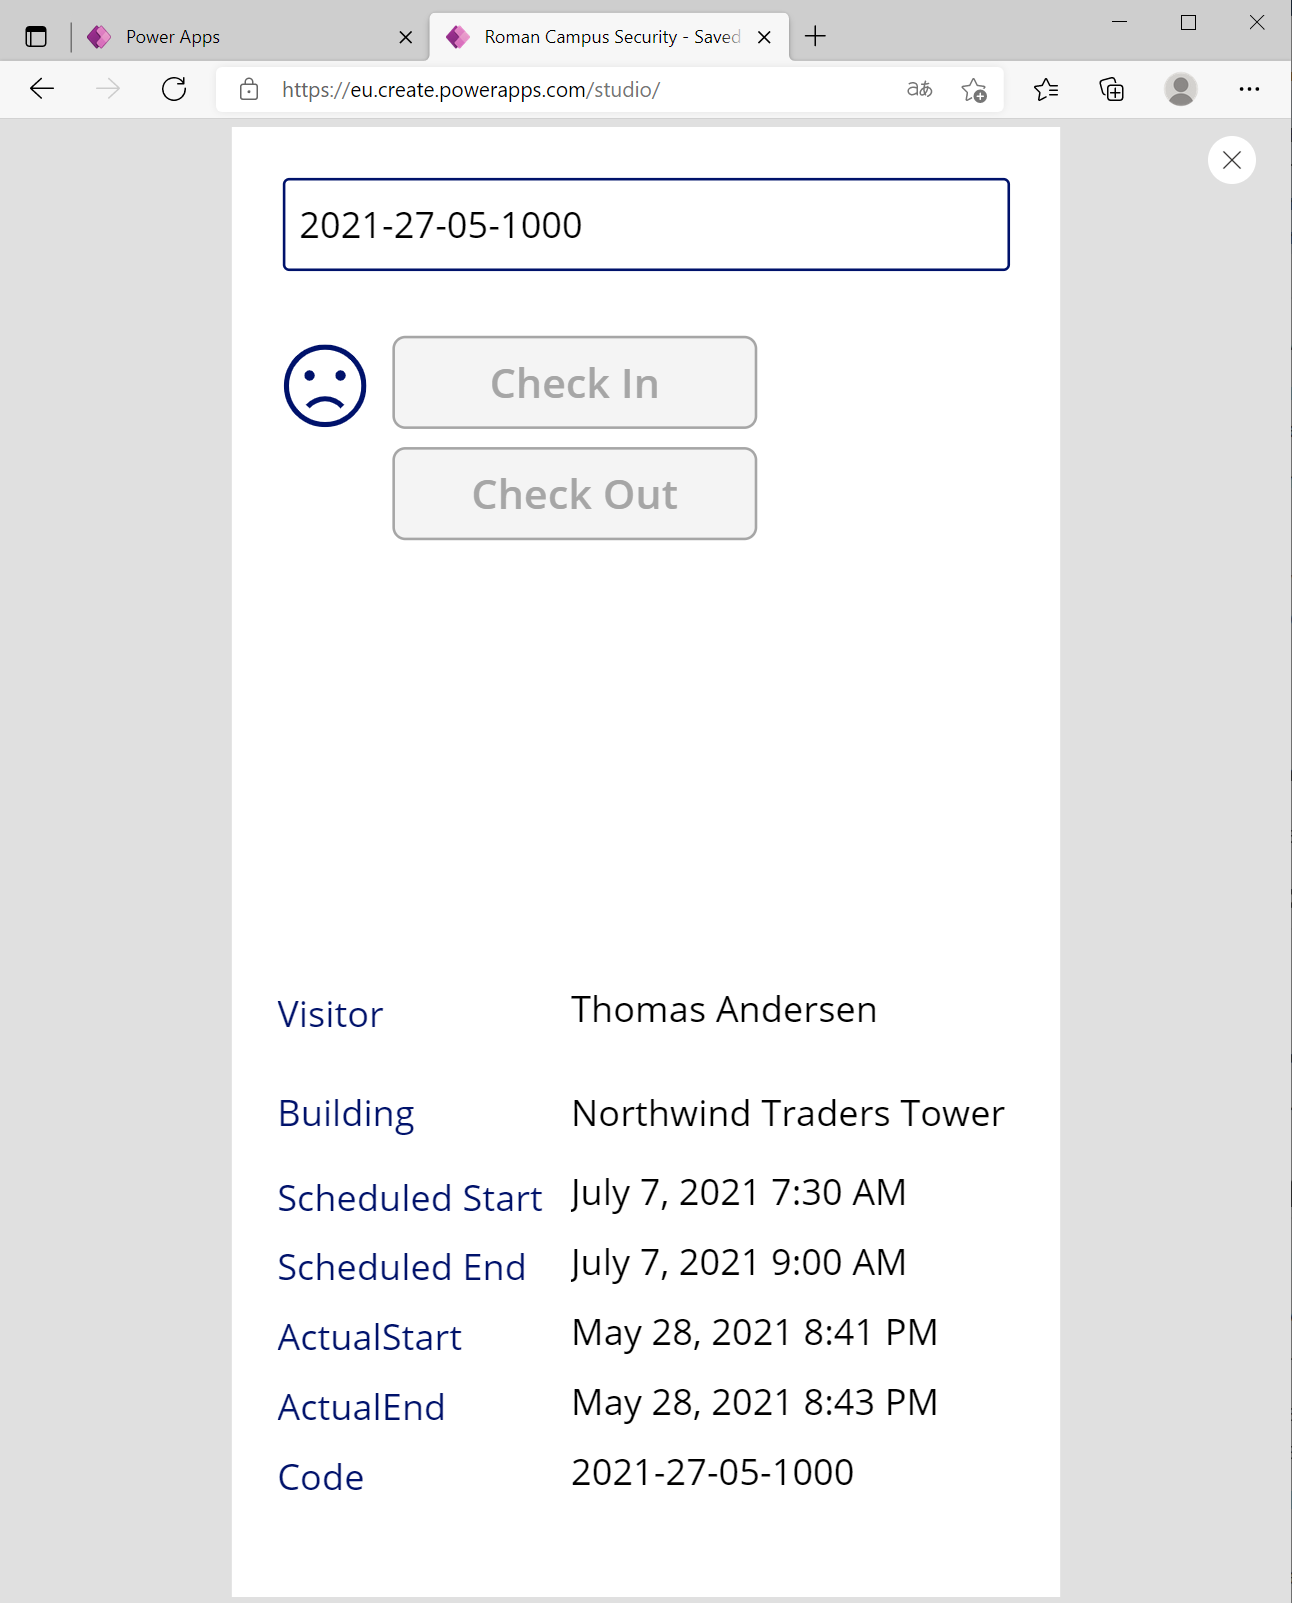 Power Apps
Roman Campus Security - Saved
https://eu.create.powerapps.com/studio/
aあ
2021-27-05-1000
Check In
Check Out
Visitor Thomas Andersen
Building Northwind Traders Tower
Scheduled Start July 7, 2021 7:30 AM
Scheduled End July 7, 2021 9:00 AM
ActualStart May 28, 2021 8:41 PM
ActualEnd May 28, 2021 8:43 PM
Code 2021-27-05-1000